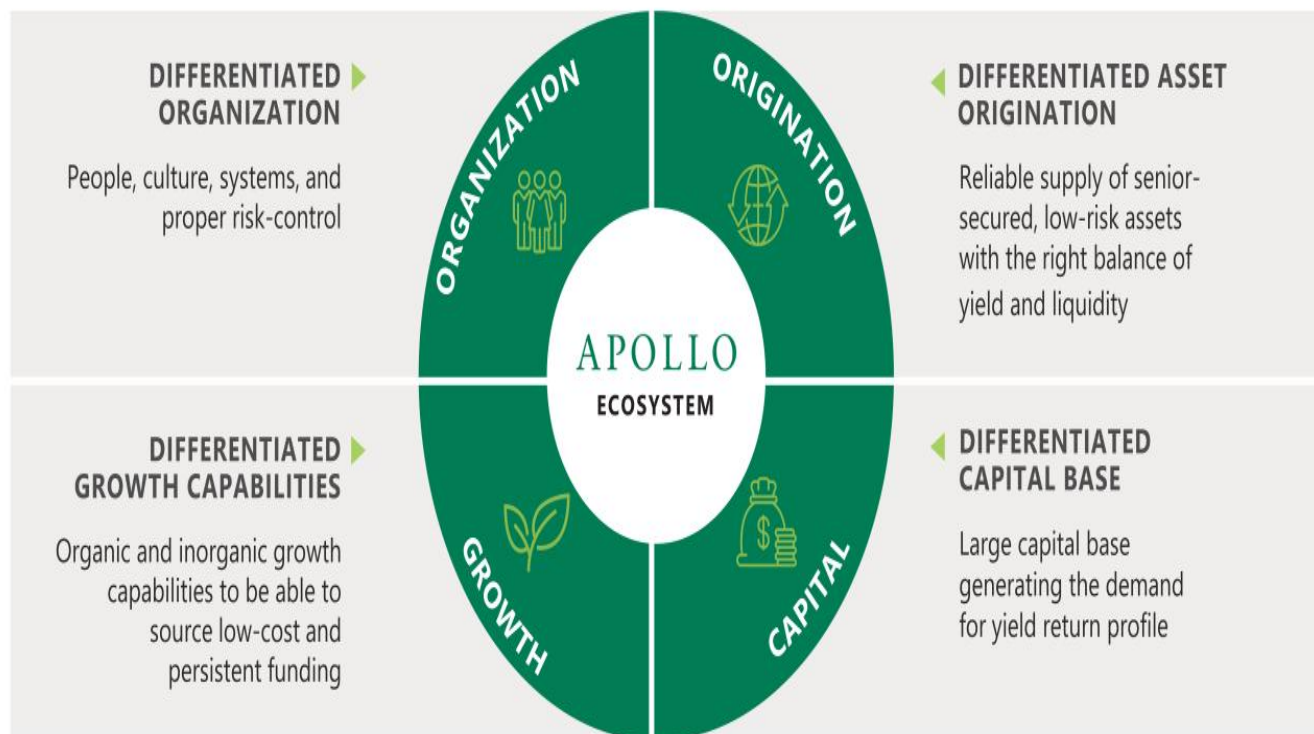 DIFFERENTIATED
ORGANIZATION
People, culture, systems, and
proper risk-control
ORGANIZATION
ORIGINATION
DIFFERENTIATED ASSET
ORIGINATION
Reliable supply of senior-
secured, low-risk assets
with the right balance of
yield and liquidity
APOLLO
ECOSYSTEM
DIFFERENTIATED
GROWTH CAPABILITIES
Organic and inorganic growth
capabilities to be able to
source low-cost and
persistent funding
GROWTH
$
CAPITAL
DIFFERENTIATED
CAPITAL BASE
Large capital base
generating the demand
for yield return profile